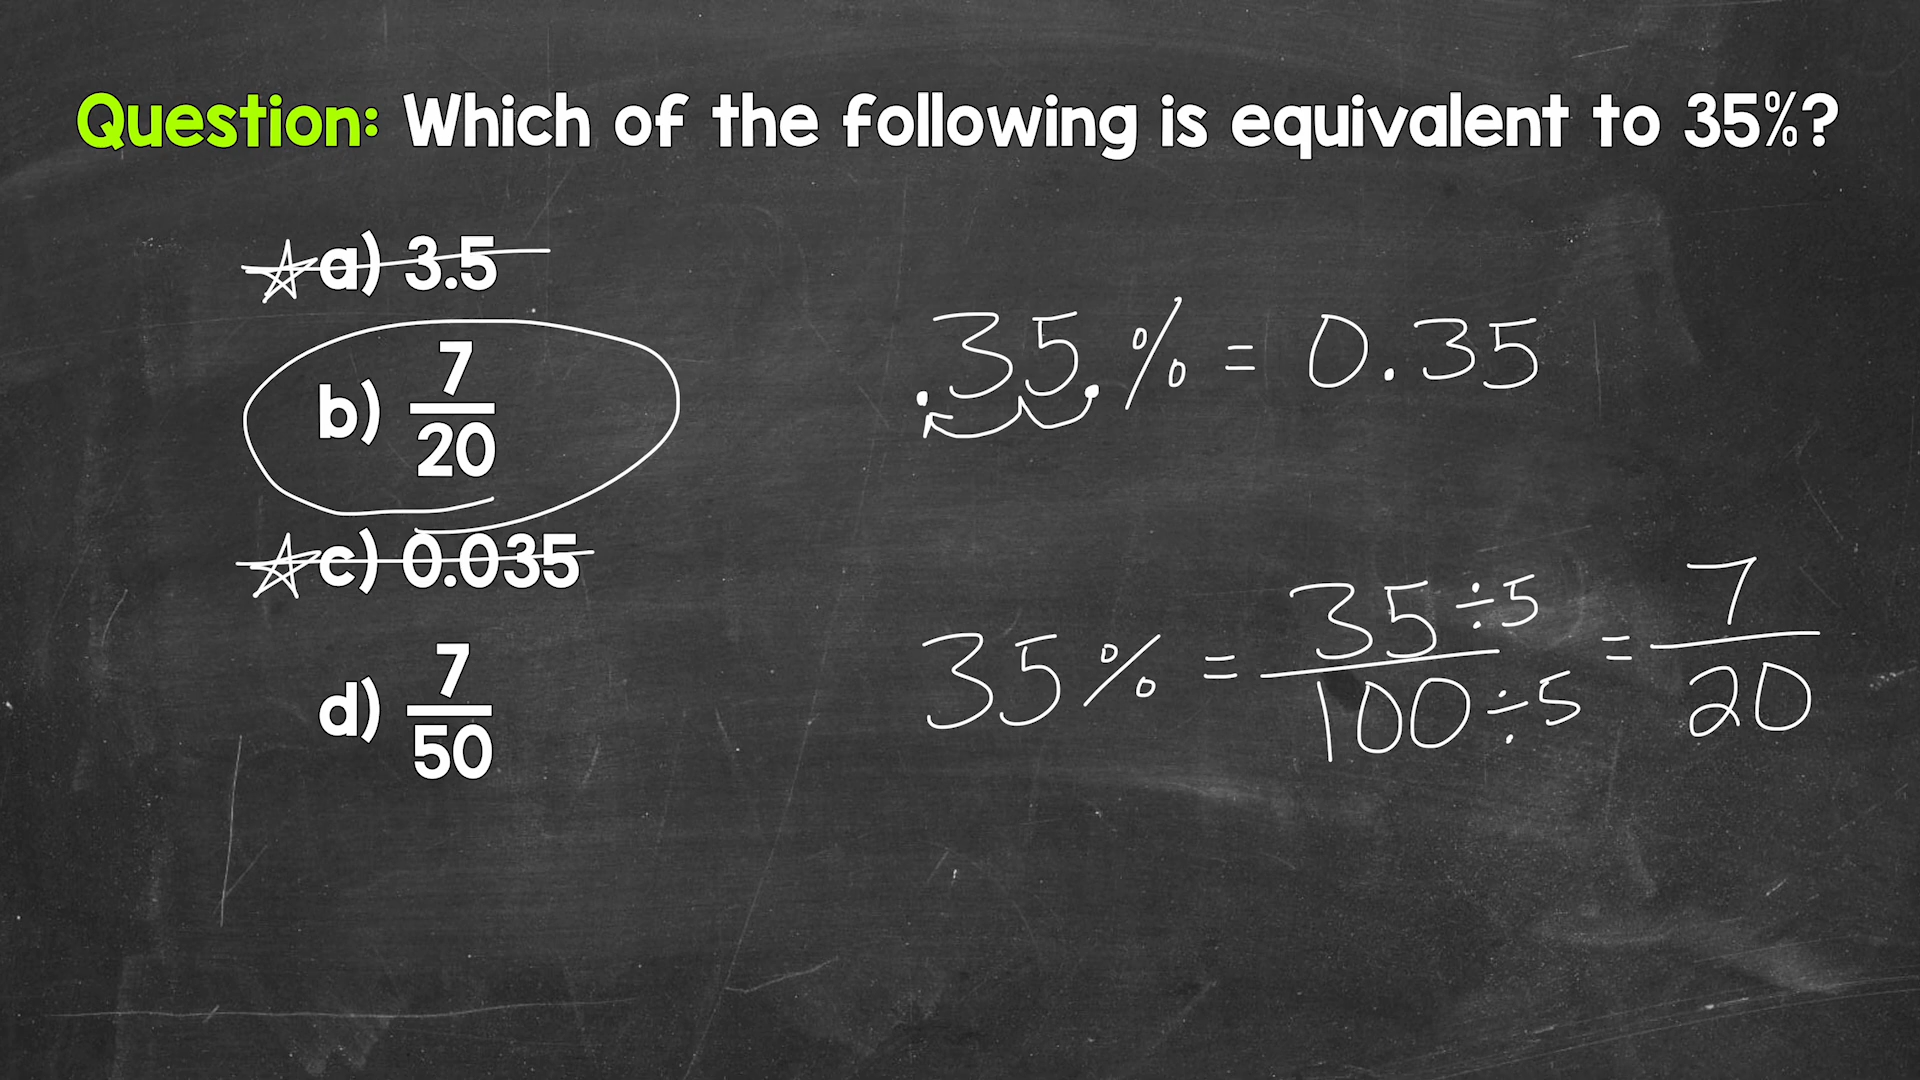 Question: Which of the following is equivalent to 35%?
a) 3.5
b) 7/20
c) 0.035
d) 7/50
.35.% = 0.35
35% = 35÷5/100÷5 = 7/20